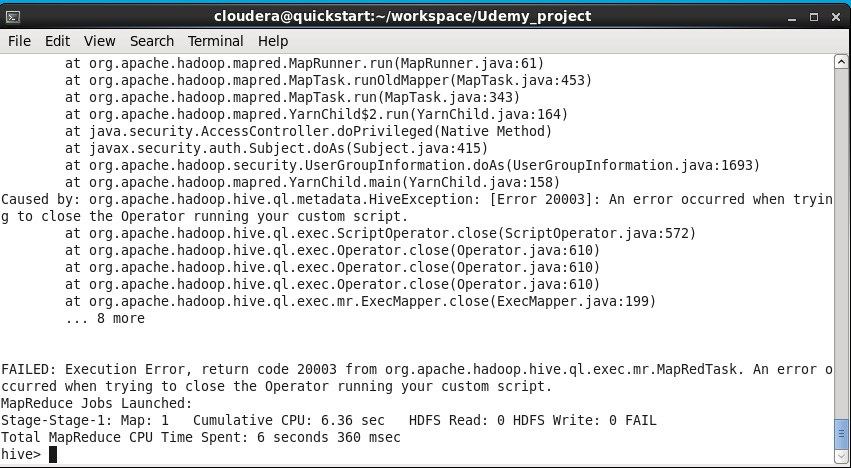 cloudera@quickstart:~/workspace/Udemy_project
File Edit View Search Terminal Help
at org.apache.hadoop.mapred.MapRunner.run(MapRunner.java:61)
at org.apache.hadoop.mapred.MapTask.runOldMapper(MapTask.java:453)
at org.apache.hadoop.mapred.MapTask.run(MapTask.java:343)
at org.apache.hadoop.mapred.YarnChild$2.run(YarnChild.java:164)
at java.security.AccessController.doPrivileged(Native Method)
at javax.security.auth.Subject.doAs(Subject.java:415)
at org.apache.hadoop.security.UserGroupInformation.doAs(UserGroupInformation.java:1693)
at org.apache.hadoop.mapred.YarnChild.main(YarnChild.java:158)
Caused by: org.apache.hadoop.hive.ql.metadata.HiveException: [Error 20003]: An error occurred when tryin
g to close the Operator running your custom script.
at org.apache.hadoop.hive.ql.exec.ScriptOperator.close(ScriptOperator.java:572)
at org.apache.hadoop.hive.ql.exec.Operator.close(Operator.java:610)
at org.apache.hadoop.hive.ql.exec.Operator.close(Operator.java:610)
at org.apache.hadoop.hive.ql.exec.Operator.close(Operator.java:610)
at org.apache.hadoop.hive.ql.exec.mr.ExecMapper.close(ExecMapper.java:199)
... 8 more
FAILED: Execution Error, return code 20003 from org.apache.hadoop.hive.ql.exec.mr.MapRedTask. An error o
ccurred when trying to close the Operator running your custom script.
MapReduce Jobs Launched:
Stage-Stage-1: Map: 1   Cumulative CPU: 6.36 sec   HDFS Read: 0 HDFS Write: 0 FAIL
Total MapReduce CPU Time Spent: 6 seconds 360 msec
hive>